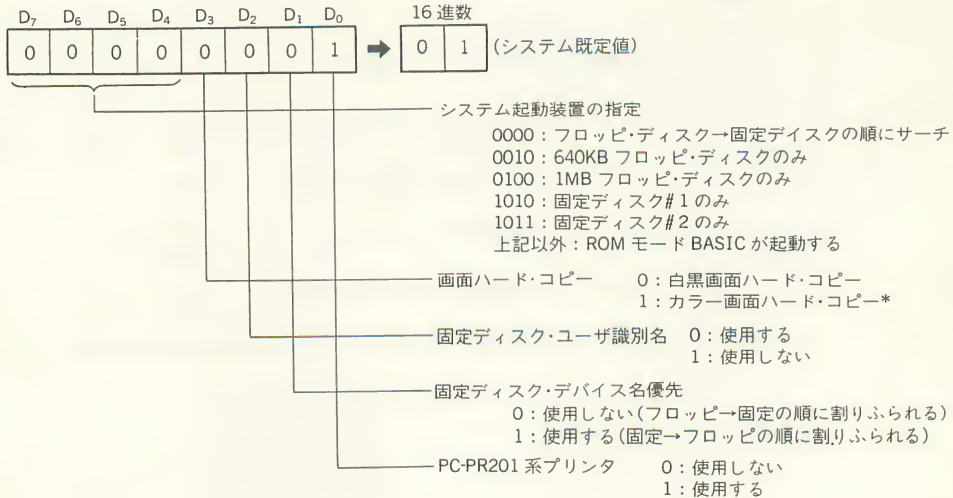 D7 D6 D5 D4 D3 D2 D1 D0 16進数
0 0 0 0 0 0 0 1 ➡ 0 1 (システム既定値)
システム起動装置の指定
0000：フロッピ・ディスク→固定デイスクの順にサーチ
0010：640KB フロッピ・ディスクのみ
0100：1MB フロッピ・ディスクのみ
1010：固定ディスク#1のみ
1011：固定ディスク#2のみ
上記以外：ROM モード BASIC が起動する
画面ハード・コピー 0：白黒画面ハード・コピー
1：カラー画面ハード・コピー*
固定ディスク・ユーザ識別名 0：使用する
1：使用しない
固定ディスク・デバイス名優先
0：使用しない(フロッピ→固定の順に割りふられる)
1：使用する(固定→フロッピの順に割りふられる)
PC-PR201系プリンタ 0：使用しない
1：使用する